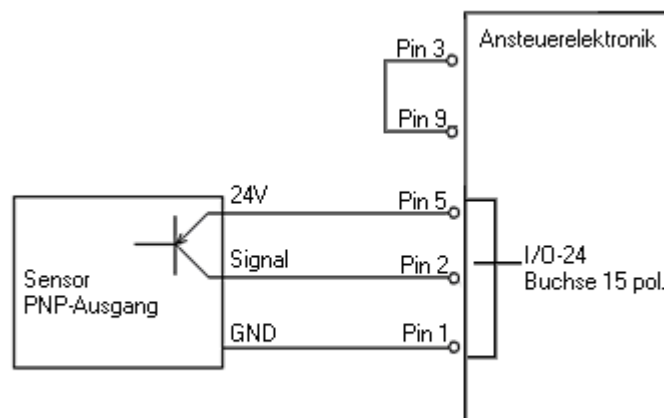 Ansteuerelektronik
Pin 3
Pin 9
24V
Pin 5
Signal
Pin 2
GND
Pin 1
Sensor
PNP-Ausgang
I/O-24
Buchse 15 pol.